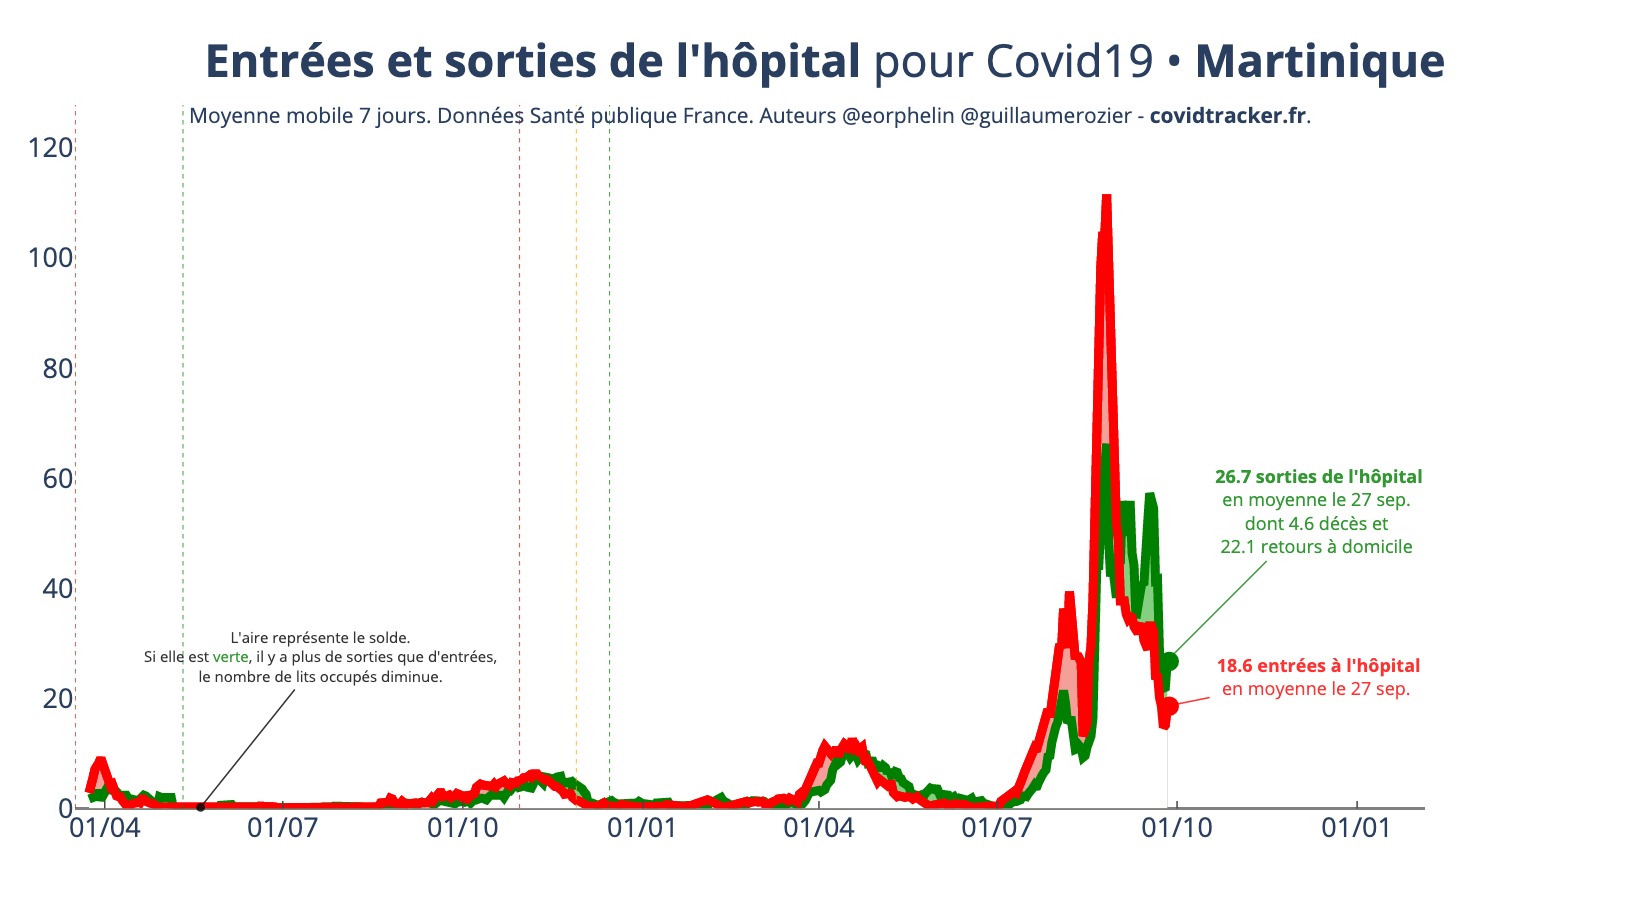 Entrées et sorties de l'hôpital pour Covid19 • Martinique
Moyenne mobile 7 jours. Données Santé publique France. Auteurs @eorphelin @guillaumerozier - covidtracker.fr.
120
100
80
60
40
20
0
26.7 sorties de l'hôpital
en moyenne le 27 sep.
dont 4.6 décès et
22.1 retours à domicile
L'aire représente le solde.
Si elle est verte, il y a plus de sorties que d'entrées,
le nombre de lits occupés diminue.
18.6 entrées à l'hôpital
en moyenne le 27 sep.
01/04 01/07 01/10 01/01 01/04 01/07 01/10 01/01